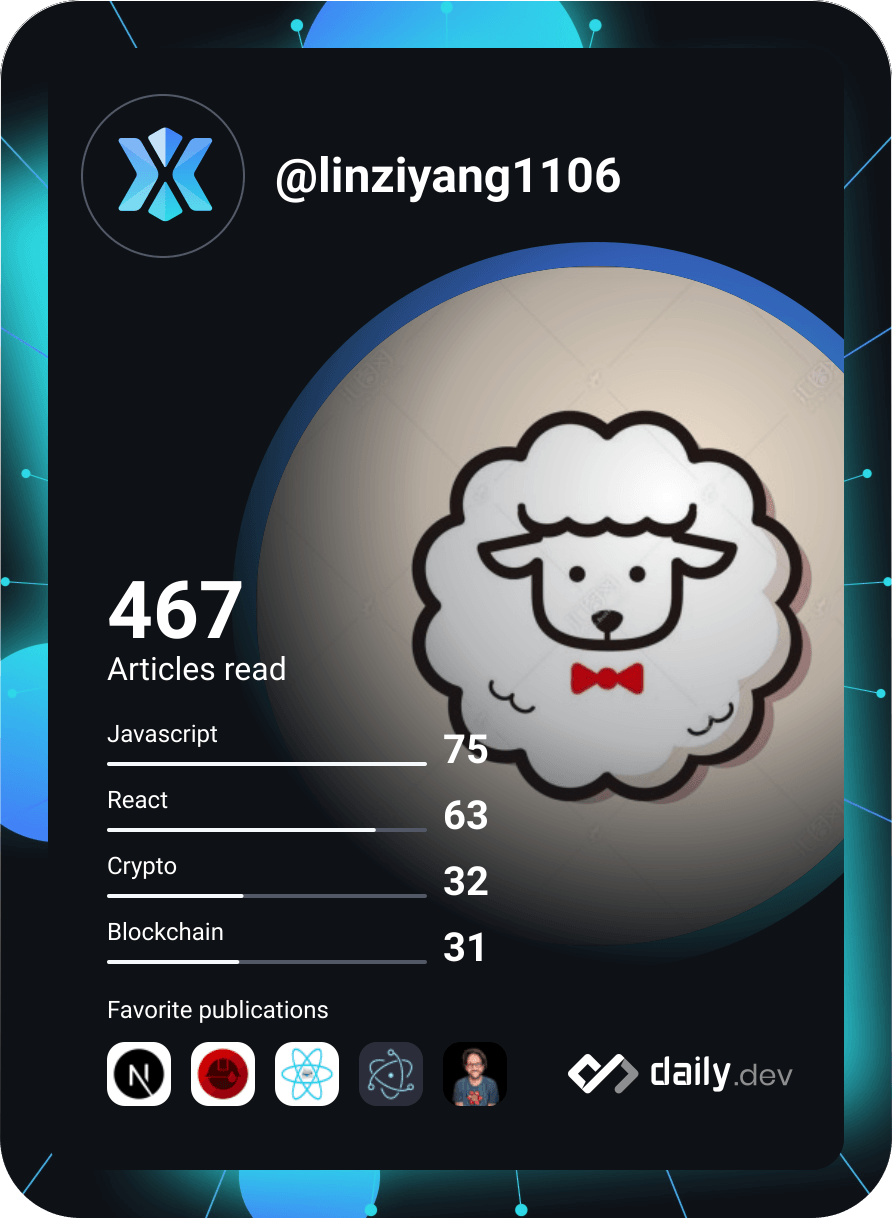 @linziyang1106
467
Articles read
Javascript
75
React
63
Crypto
32
Blockchain
31
Favorite publications
N
daily.dev